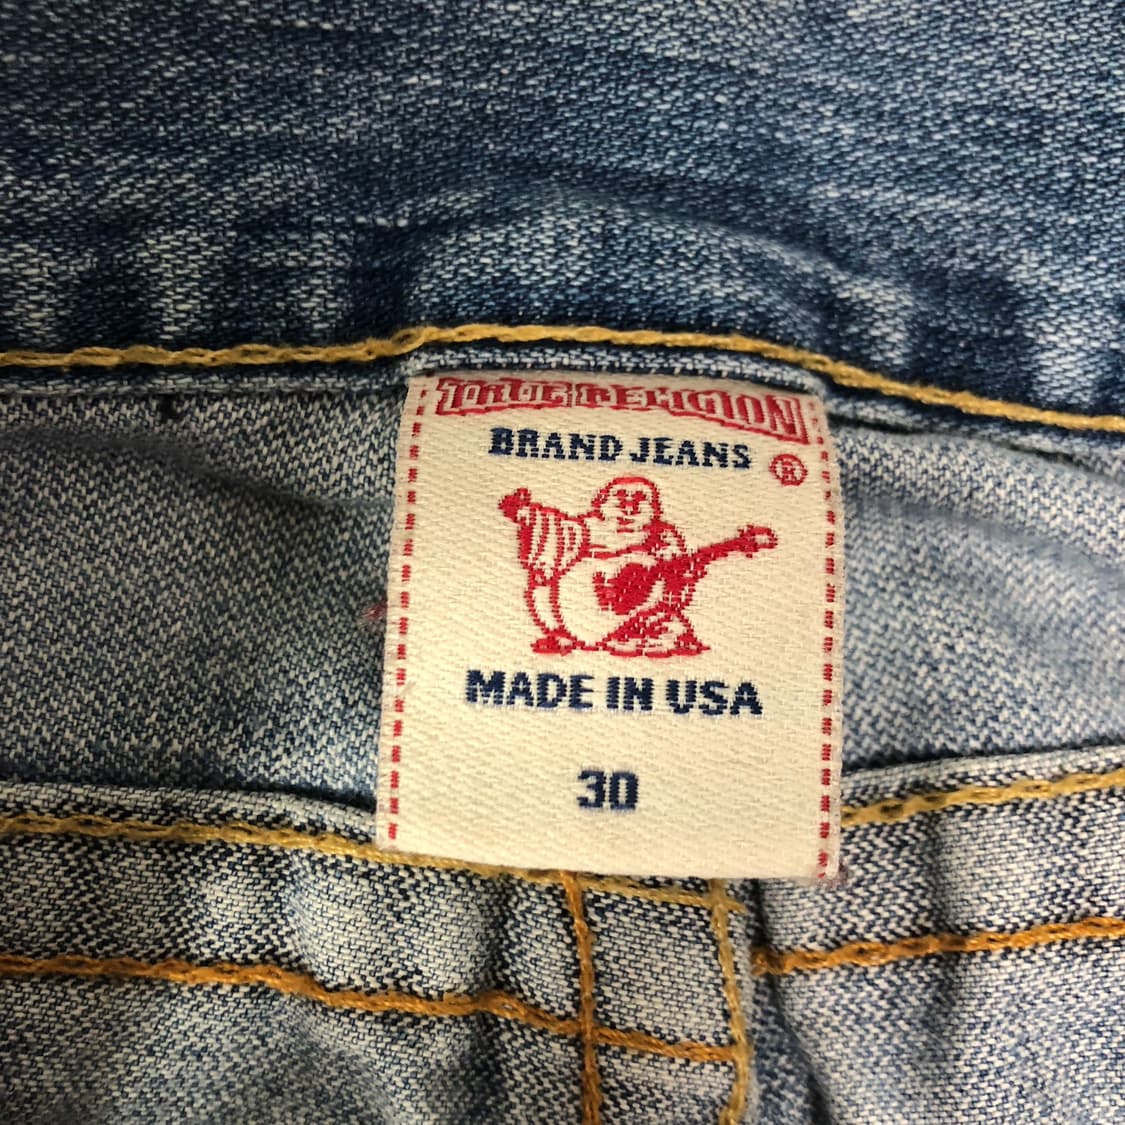 TRUE RELIGION
BRAND JEANS
®
MADE IN USA
30